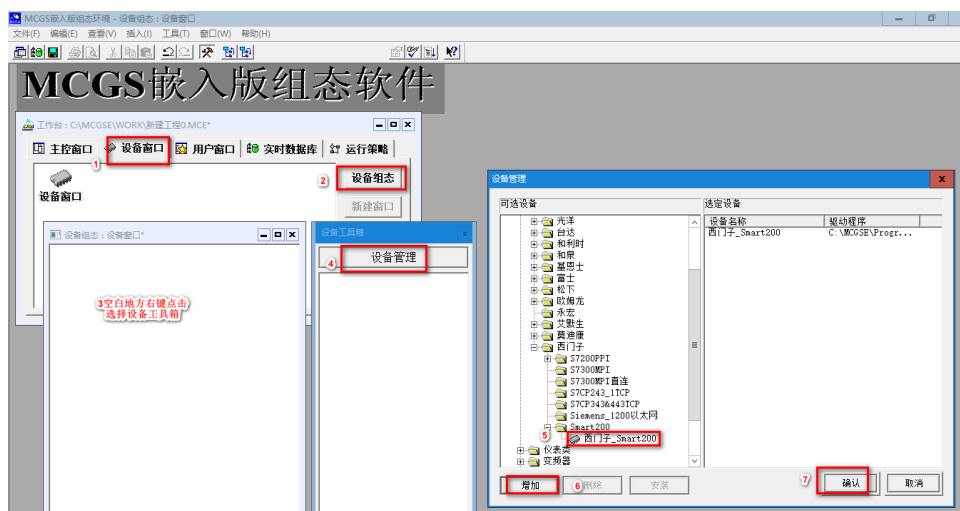 MCGS嵌入版组态环境 - 设备组态：设备窗口
文件(F) 编辑(E) 查看(V) 插入(I) 工具(T) 窗口(W) 帮助(H)
MCGS嵌入版组态软件
工作台：C:\MCGSE\WORK\新建工程0.MCE*
主控窗口 设备窗口 用户窗口 实时数据库 运行策略
1
设备窗口
2 设备组态
新建窗口
设备组态：设备窗口*
3空白地方右键点击
选择设备工具箱
设备工具箱
4 设备管理
设备管理
可选设备
光洋
台达
和利时
和泉
基恩士
富士
松下
欧姆龙
永宏
艾默生
莫迪康
西门子
S7200PPI
S7300MPI
S7300MPI直连
S7CP243_1TCP
S7CP343&443TCP
Siemens_1200以太网
Smart200
5 西门子_Smart200
仪表类
变频器
增加 6 删除 安装
选定设备
设备名称 驱动程序
西门子_Smart200 C:\MCGSE\Progr...
7 确认 取消